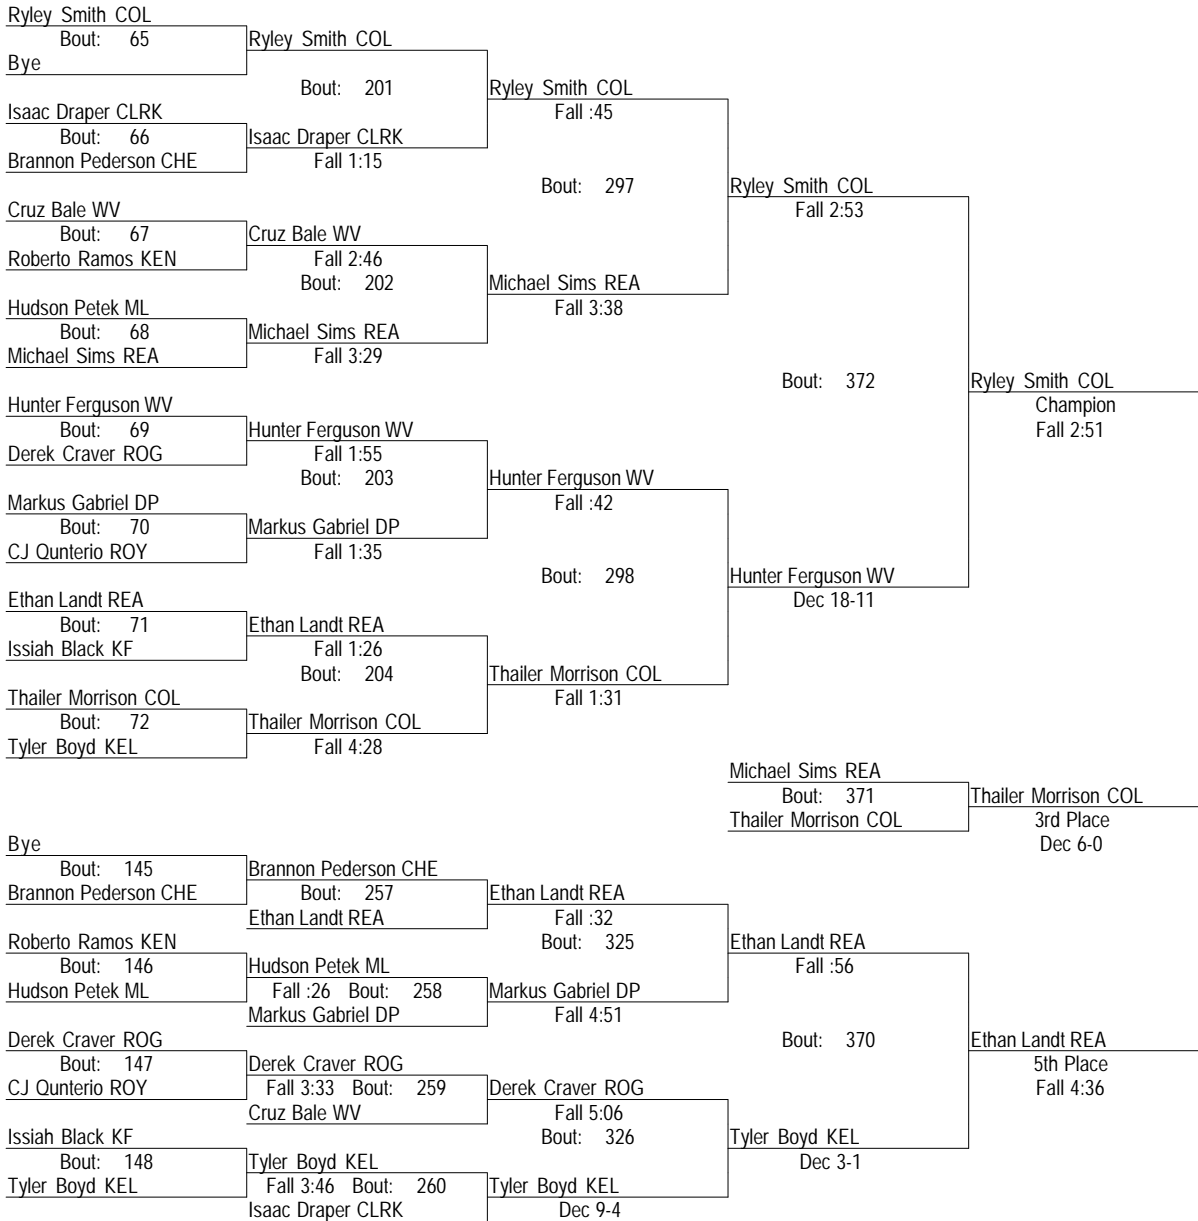 Ryley Smith COL
Bout: 65
Ryley Smith COL
Bye
Bout: 201
Ryley Smith COL
Isaac Draper CLRK
Fall :45
Bout: 66
Isaac Draper CLRK
Brannon Pederson CHE
Fall 1:15
Bout: 297
Ryley Smith COL
Cruz Bale WV
Fall 2:53
Bout: 67
Cruz Bale WV
Roberto Ramos KEN
Fall 2:46
Bout: 202
Michael Sims REA
Hudson Petek ML
Fall 3:38
Bout: 68
Michael Sims REA
Michael Sims REA
Fall 3:29
Bout: 372
Ryley Smith COL
Hunter Ferguson WV
Champion
Bout: 69
Hunter Ferguson WV
Fall 2:51
Derek Craver ROG
Fall 1:55
Bout: 203
Hunter Ferguson WV
Markus Gabriel DP
Fall :42
Bout: 70
Markus Gabriel DP
CJ Qunterio ROY
Fall 1:35
Bout: 298
Hunter Ferguson WV
Ethan Landt REA
Dec 18-11
Bout: 71
Ethan Landt REA
Issiah Black KF
Fall 1:26
Bout: 204
Thailer Morrison COL
Thailer Morrison COL
Fall 1:31
Bout: 72
Thailer Morrison COL
Tyler Boyd KEL
Fall 4:28
Michael Sims REA
Bout: 371
Thailer Morrison COL
Thailer Morrison COL
3rd Place
Dec 6-0
Bye
Bout: 145
Brannon Pederson CHE
Brannon Pederson CHE
Bout: 257
Ethan Landt REA
Ethan Landt REA
Fall :32
Roberto Ramos KEN
Bout: 325
Ethan Landt REA
Bout: 146
Hudson Petek ML
Fall :56
Hudson Petek ML
Fall :26 Bout: 258
Markus Gabriel DP
Markus Gabriel DP
Fall 4:51
Derek Craver ROG
Bout: 370
Ethan Landt REA
Bout: 147
Derek Craver ROG
5th Place
CJ Qunterio ROY
Fall 3:33 Bout: 259
Derek Craver ROG
Fall 4:36
Cruz Bale WV
Fall 5:06
Issiah Black KF
Bout: 326
Tyler Boyd KEL
Bout: 148
Tyler Boyd KEL
Dec 3-1
Tyler Boyd KEL
Fall 3:46 Bout: 260
Tyler Boyd KEL
Isaac Draper CLRK
Dec 9-4